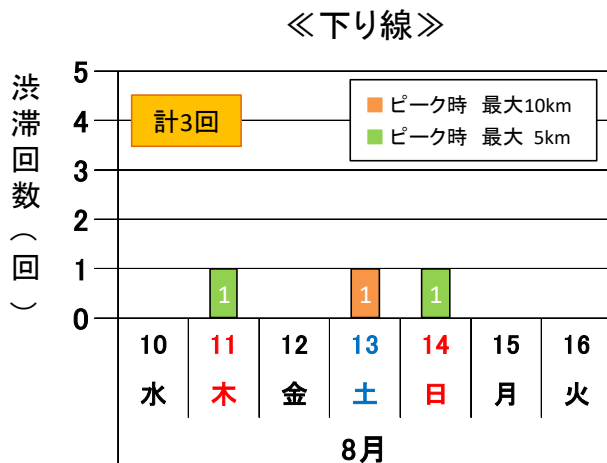 ≪下り線≫
渋滞回数(回)
5
4
3
2
1
0
計3回
ピーク時 最大10km
ピーク時 最大 5km
1 1 1
10 11 12 13 14 15 16
水 木 金 土 日 月 火
8月